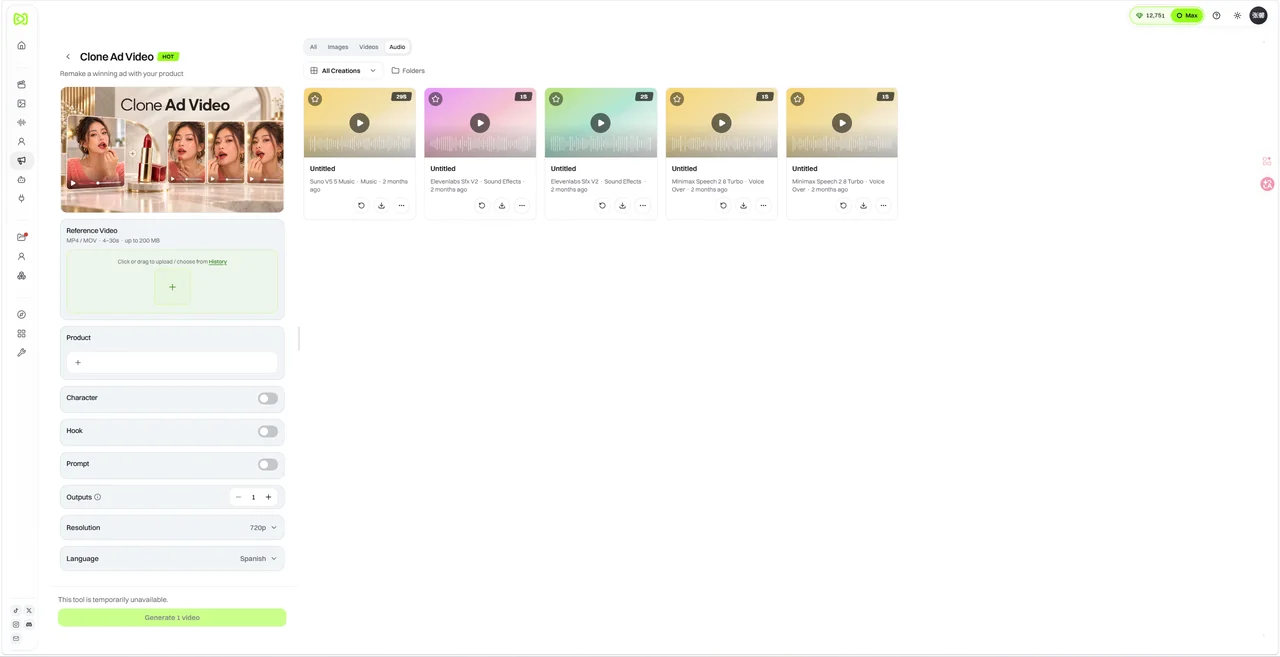 12,751
Max
张懿
Clone Ad Video
HOT
Remake a winning ad with your product
Clone Ad Video
Reference Video
MP4 / MOV · 4–30s · up to 200 MB
Click or drag to upload / choose from History
Product
Character
Hook
Prompt
Outputs
1
Resolution
720p
Language
Spanish
This tool is temporarily unavailable.
Generate 1 video
All
Images
Videos
Audio
All Creations
Folders
29S
Untitled
Suno V5 5 Music · Music · 2 months
ago
1S
Untitled
Elevenlabs Sfx V2 · Sound Effects ·
2 months ago
2S
Untitled
Elevenlabs Sfx V2 · Sound Effects ·
2 months ago
1S
Untitled
Minimax Speech 2 6 Turbo · Voice
Over · 2 months ago
1S
Untitled
Minimax Speech 2 6 Turbo · Voice
Over · 2 months ago